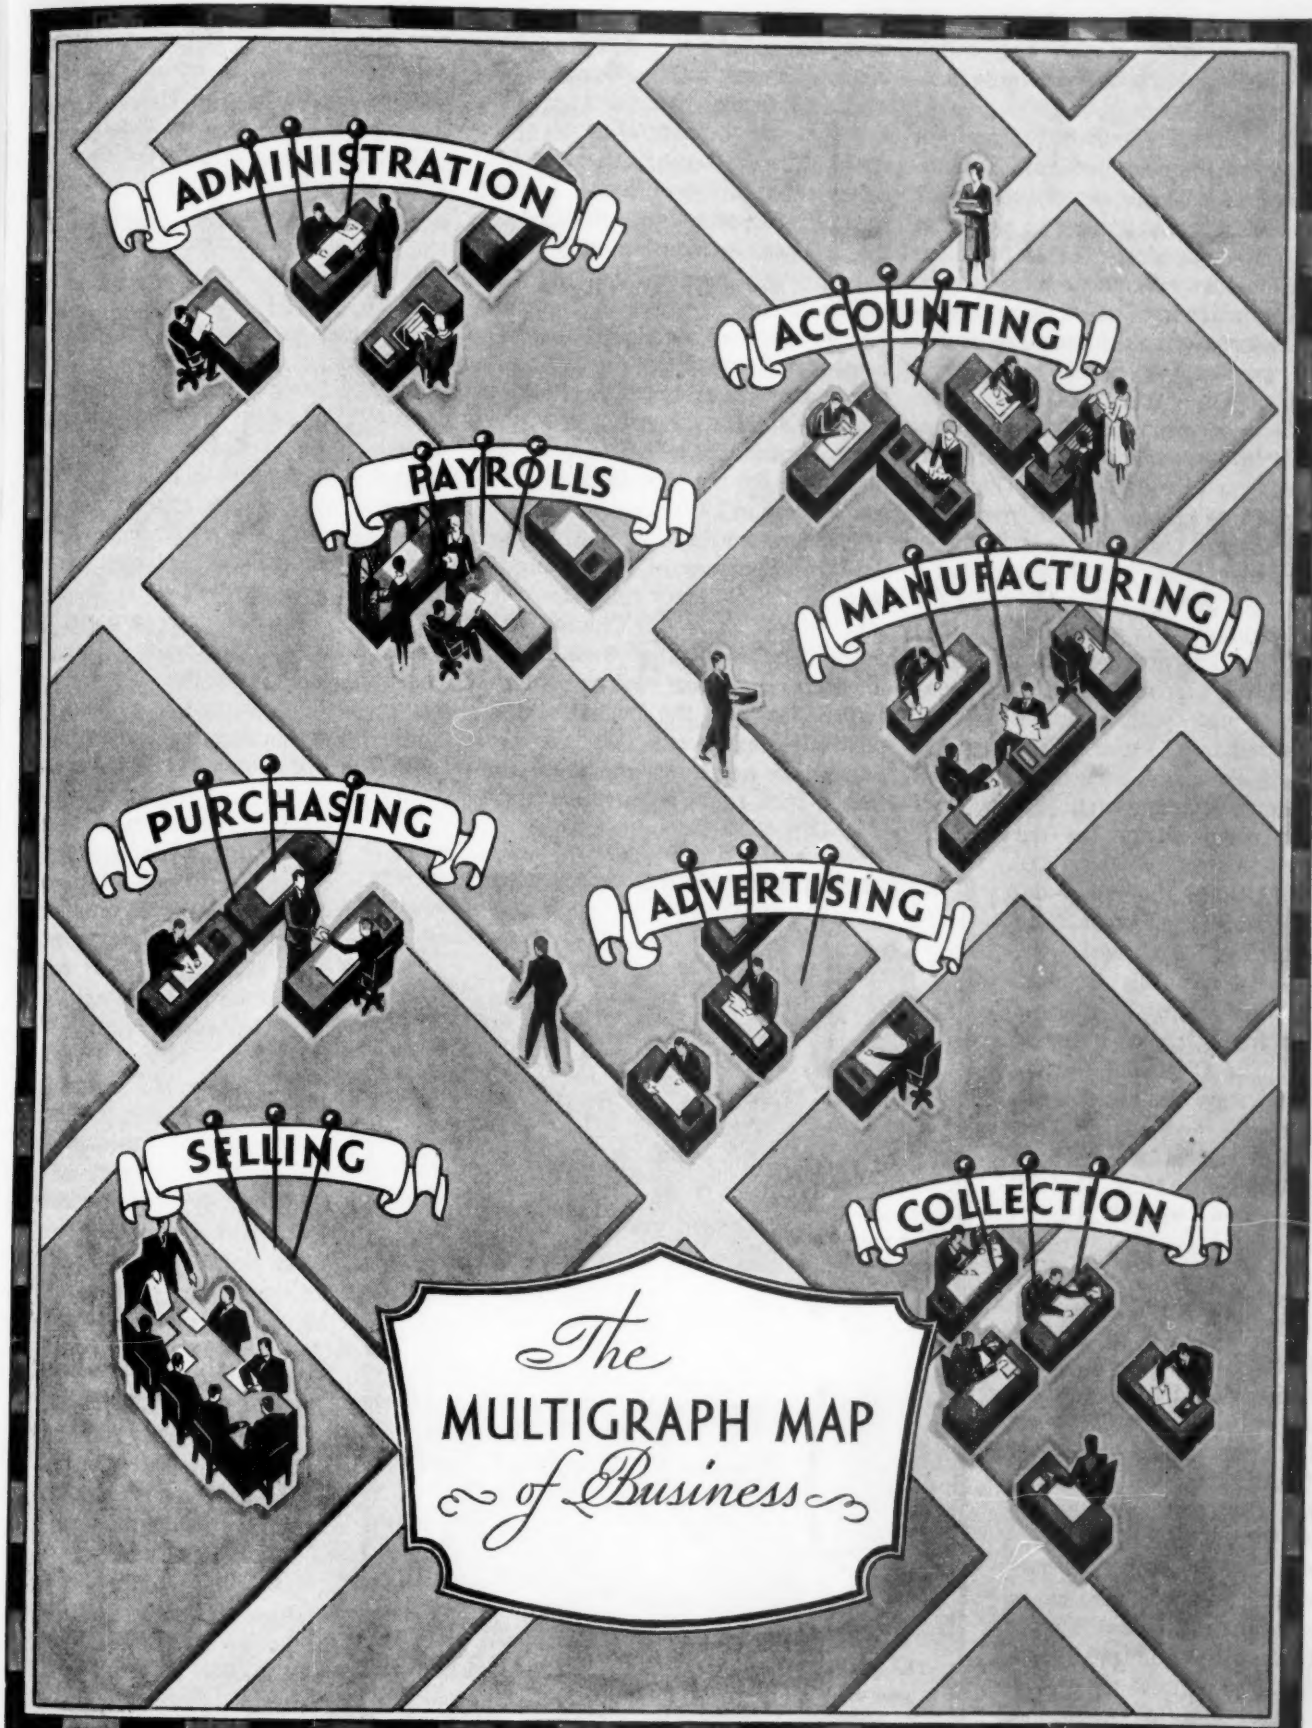 ADMINISTRATION
ACCOUNTING
PAYROLLS
MANUFACTURING
PURCHASING
ADVERTISING
SELLING
COLLECTION
The
MULTIGRAPH MAP
of Business